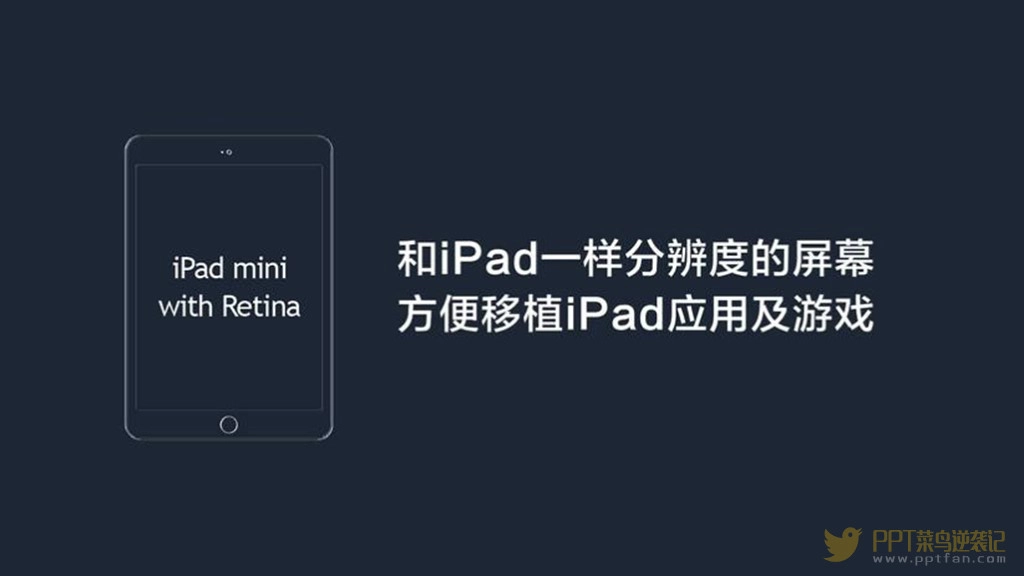 iPad mini
with Retina
和iPad一样分辨度的屏幕
方便移植iPad应用及游戏
PPT菜鸟逆袭记
www.pptfan.com